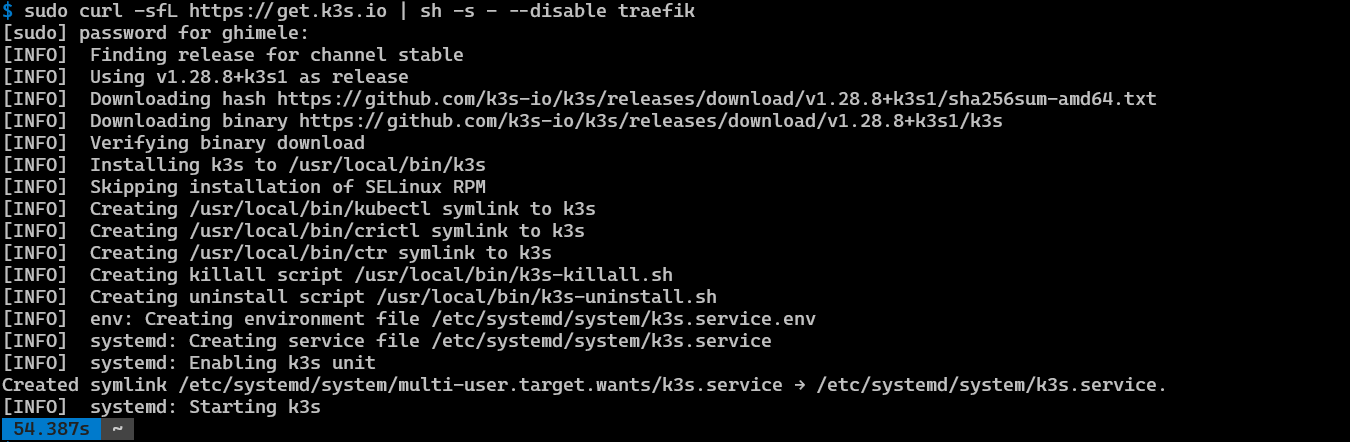 $ sudo curl -sfL https://get.k3s.io | sh -s - --disable traefik
[sudo] password for ghimele:
[INFO]  Finding release for channel stable
[INFO]  Using v1.28.8+k3s1 as release
[INFO]  Downloading hash https://github.com/k3s-io/k3s/releases/download/v1.28.8+k3s1/sha256sum-amd64.txt
[INFO]  Downloading binary https://github.com/k3s-io/k3s/releases/download/v1.28.8+k3s1/k3s
[INFO]  Verifying binary download
[INFO]  Installing k3s to /usr/local/bin/k3s
[INFO]  Skipping installation of SELinux RPM
[INFO]  Creating /usr/local/bin/kubectl symlink to k3s
[INFO]  Creating /usr/local/bin/crictl symlink to k3s
[INFO]  Creating /usr/local/bin/ctr symlink to k3s
[INFO]  Creating killall script /usr/local/bin/k3s-killall.sh
[INFO]  Creating uninstall script /usr/local/bin/k3s-uninstall.sh
[INFO]  env: Creating environment file /etc/systemd/system/k3s.service.env
[INFO]  systemd: Creating service file /etc/systemd/system/k3s.service
[INFO]  systemd: Enabling k3s unit
Created symlink /etc/systemd/system/multi-user.target.wants/k3s.service → /etc/systemd/system/k3s.service.
[INFO]  systemd: Starting k3s
54.387s ~